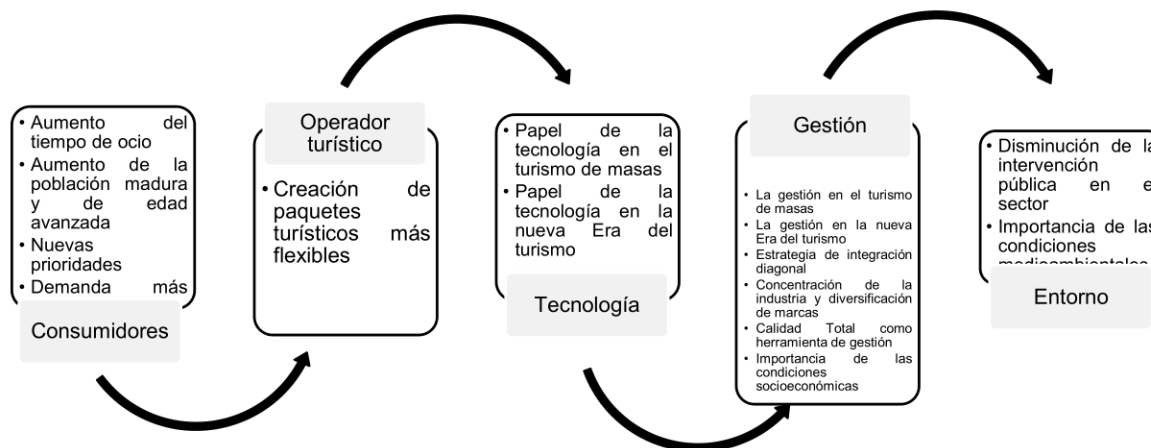 • Aumento del
tiempo de ocio
• Aumento de la
población madura
y de edad
avanzada
• Nuevas
prioridades
• Demanda más
Consumidores
Operador
turístico
• Creación de
paquetes
turísticos más
flexibles
• Papel de la
tecnología en el
turismo de masas
• Papel de la
tecnología en la
nueva Era del
turismo
Tecnología
Gestión
• La gestión en el turismo
de masas
• La gestión en la nueva
Era del turismo
• Estrategia de integración
diagonal
• Concentración de la
industria y diversificación
de marcas
• Calidad Total como
herramienta de gestión
• Importancia de las
condiciones
socioeconómicas
• Disminución de la
intervención
pública en el
sector
• Importancia de las
condiciones
medioambientales
Entorno